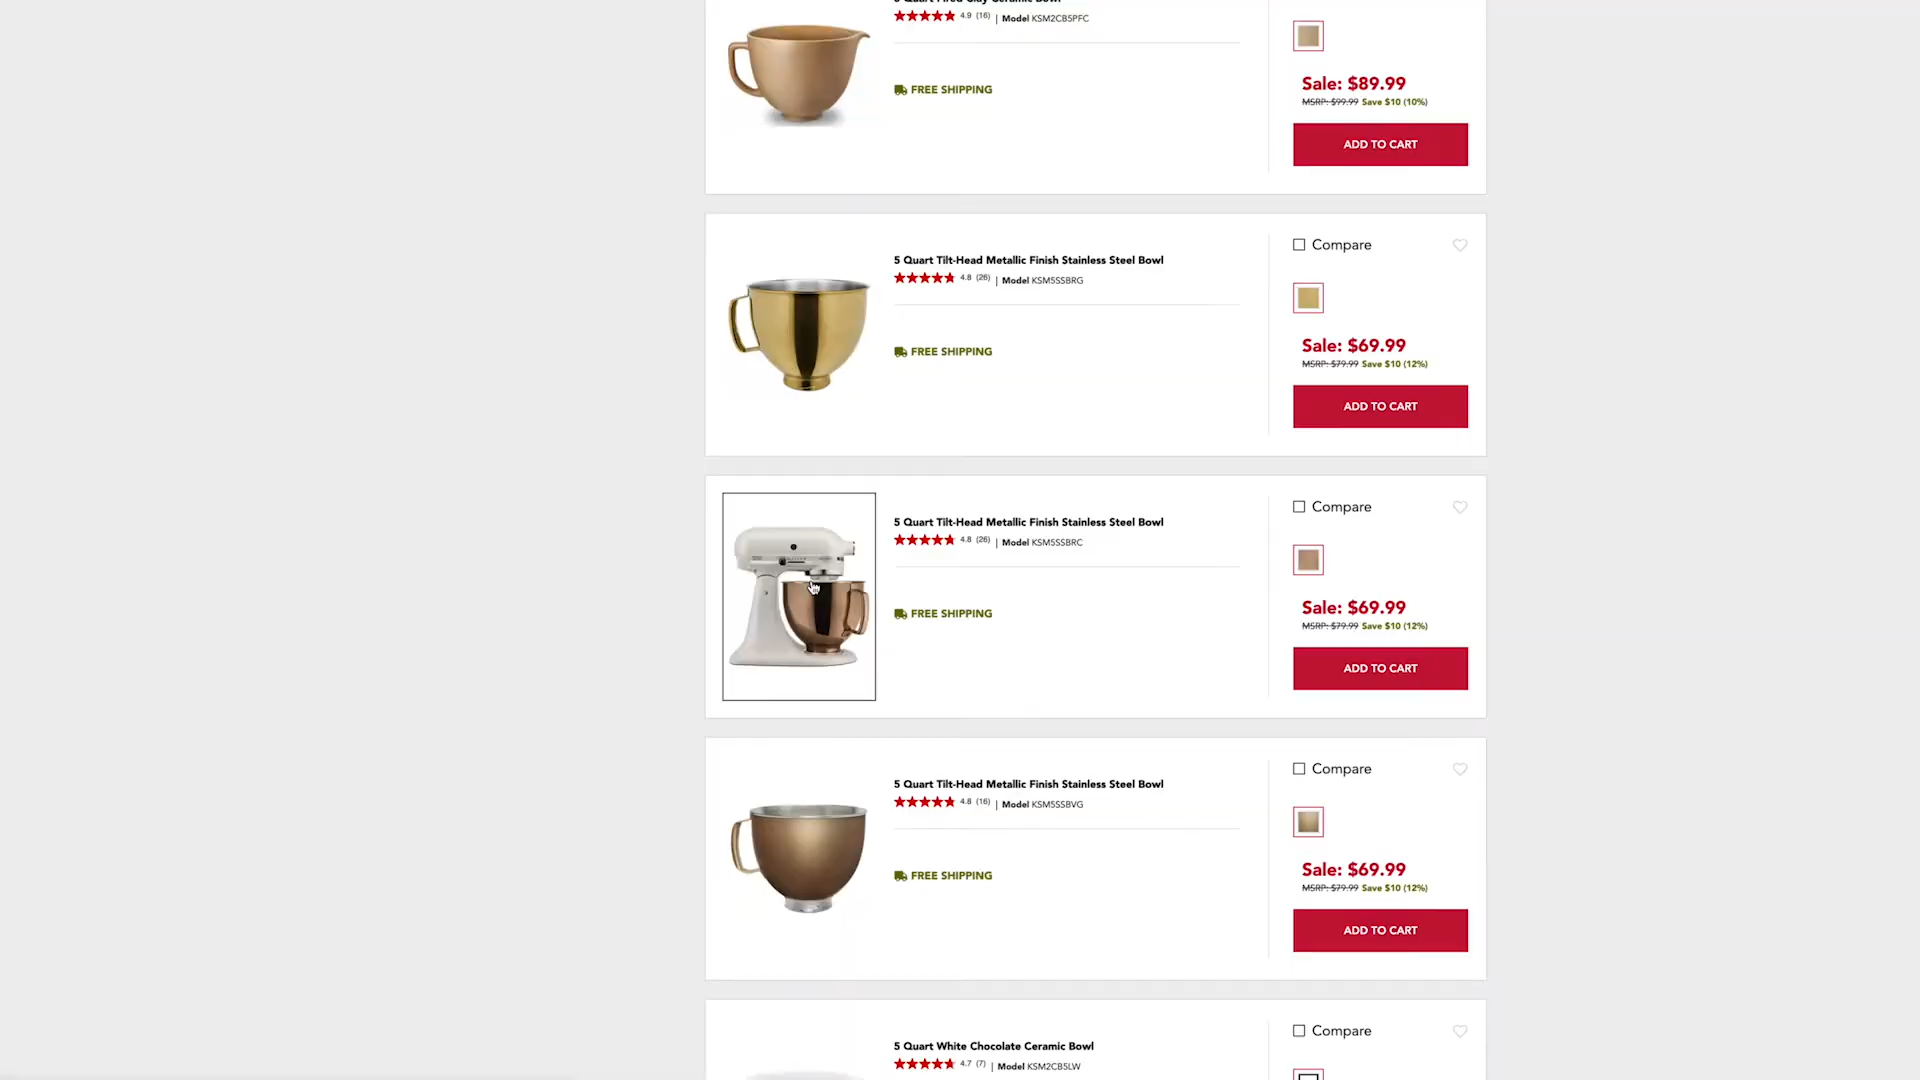 5 Quart Fired Clay Ceramic Bowl
4.9 (16) | Model KSM2CB5PFC
FREE SHIPPING
Sale: $89.99
MSRP: $99.99 Save $10 (10%)
ADD TO CART
5 Quart Tilt-Head Metallic Finish Stainless Steel Bowl
4.8 (26) | Model KSM5SSBRG
FREE SHIPPING
Compare
Sale: $69.99
MSRP: $79.99 Save $10 (12%)
ADD TO CART
5 Quart Tilt-Head Metallic Finish Stainless Steel Bowl
4.8 (26) | Model KSM5SSBRC
FREE SHIPPING
Compare
Sale: $69.99
MSRP: $79.99 Save $10 (12%)
ADD TO CART
5 Quart Tilt-Head Metallic Finish Stainless Steel Bowl
4.8 (16) | Model KSM5SSBVG
FREE SHIPPING
Compare
Sale: $69.99
MSRP: $79.99 Save $10 (12%)
ADD TO CART
5 Quart White Chocolate Ceramic Bowl
4.7 (7) | Model KSM2CB5LW
Compare